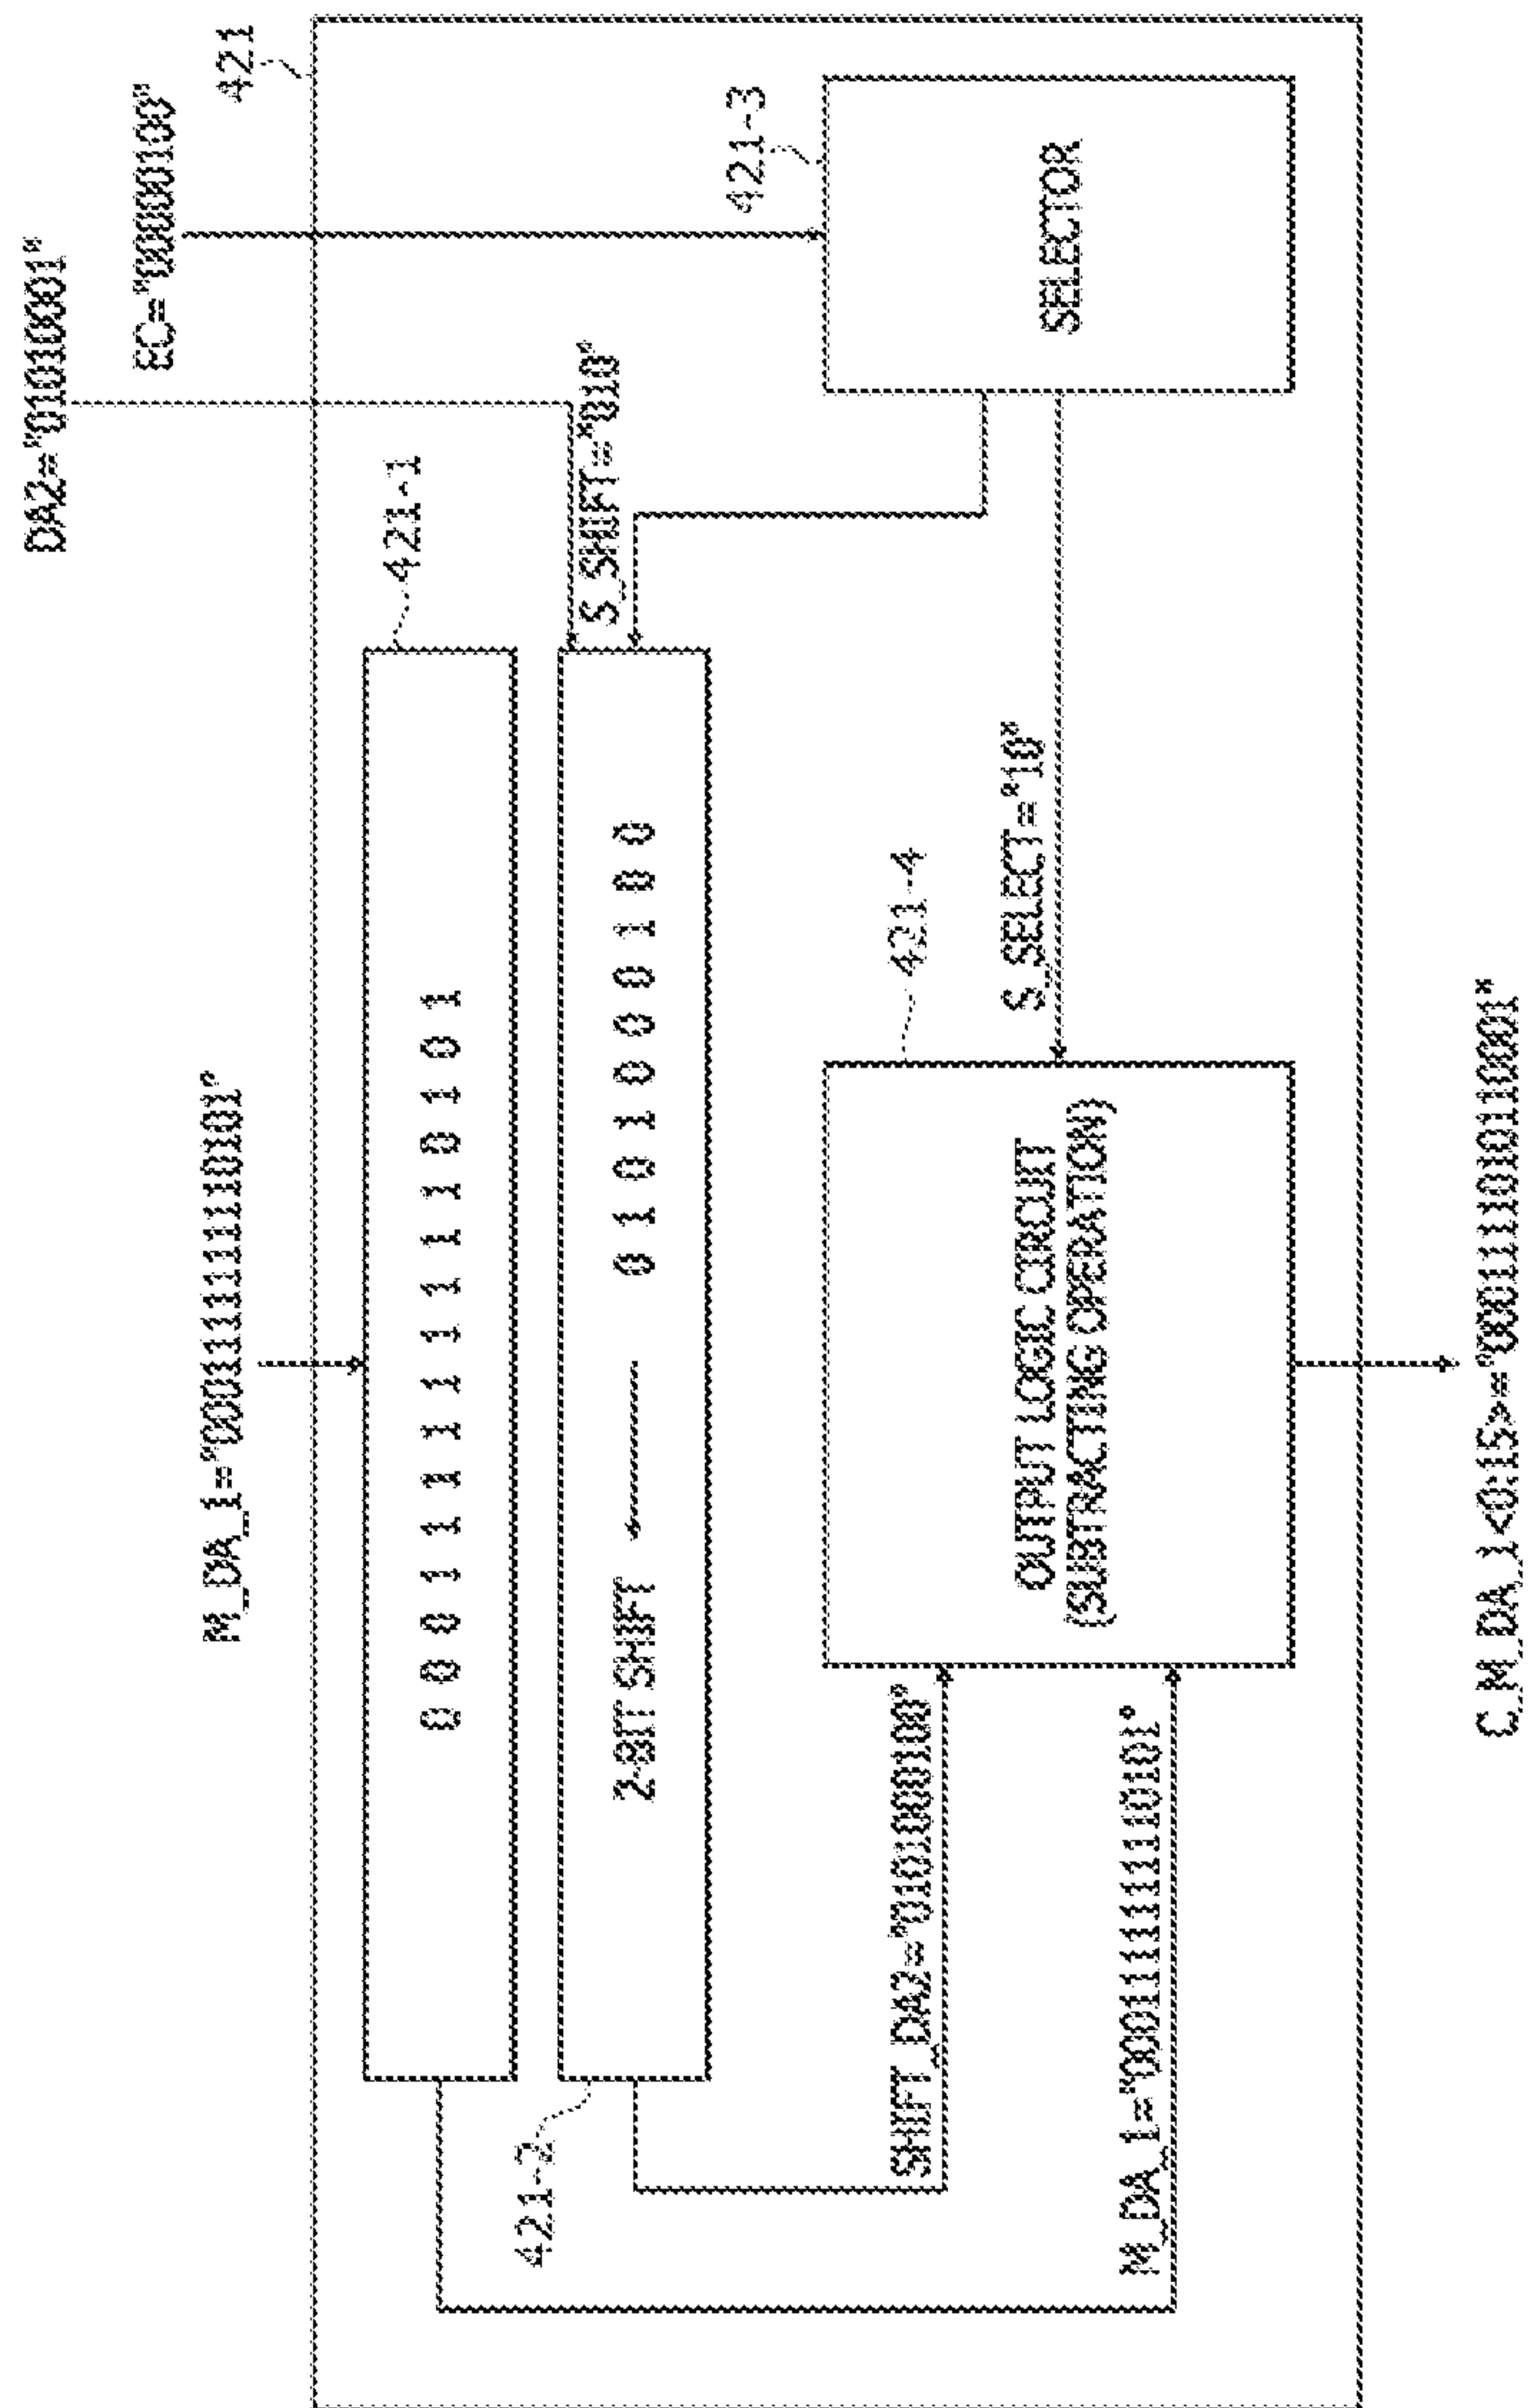 DA2="01010001"
EC="00000100"
M_DA_1="0001111111110101"
421
421-1
0 0 0 1 1 1 1 1 1 1 1 1 0 1 0 1
421-2
S_SHIFT="010"
2-BIT SHIFT
0 1 0 1 0 0 0 1 0 0
421-3
SELECTOR
421-4
SHIFT_DA2="0101000100"
S_SELECT="10"
OUTPUT LOGIC CIRCUIT
(SUBTRACTING OPERATION)
M_DA_1="0001111111110101"
C_M_DA_1<0:15>="0001111010110001"